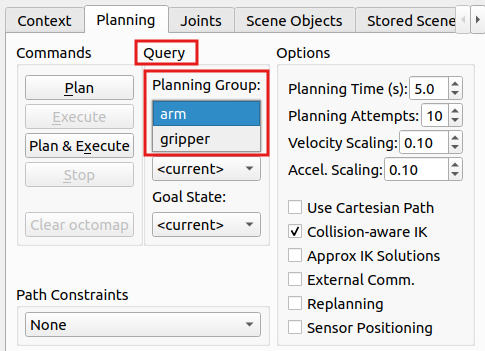 Context
Planning
Joints
Scene Objects
Stored Scene
Commands
Query
Options
Plan
Execute
Plan & Execute
Stop
Clear octomap
Planning Group:
arm
gripper
<current>
Goal State:
<current>
Planning Time (s): 5.0
Planning Attempts: 10
Velocity Scaling: 0.10
Accel. Scaling: 0.10
Use Cartesian Path
Collision-aware IK
Approx IK Solutions
External Comm.
Replanning
Sensor Positioning
Path Constraints
None